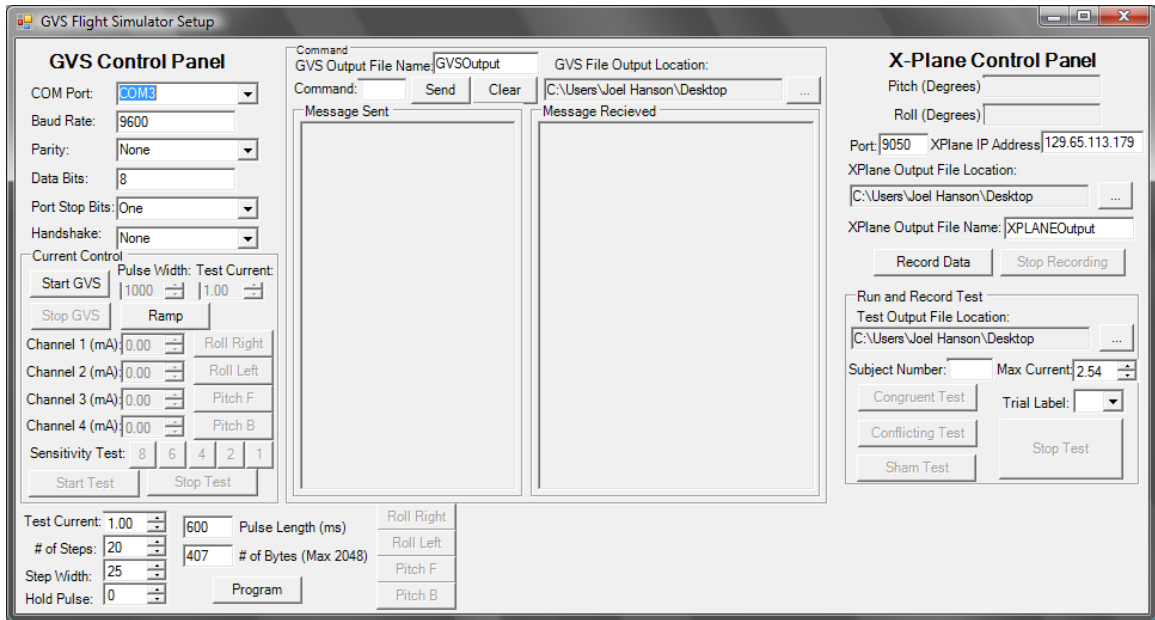 GVS Flight Simulator Setup
GVS Control Panel
COM Port: COM3
Baud Rate: 9600
Parity: None
Data Bits: 8
Port Stop Bits: One
Handshake: None
Current Control
Pulse Width: Test Current:
Start GVS 1000 1.00
Stop GVS Ramp
Channel 1 (mA): 0.00 Roll Right
Channel 2 (mA): 0.00 Roll Left
Channel 3 (mA): 0.00 Pitch F
Channel 4 (mA): 0.00 Pitch B
Sensitivity Test: 8 6 4 2 1
Start Test Stop Test
Test Current: 1.00
# of Steps: 20
Step Width: 25
Hold Pulse: 0
600 Pulse Length (ms)
407 # of Bytes (Max 2048)
Program
Roll Right
Roll Left
Pitch F
Pitch B
Command
GVS Output File Name: GVSOutput GVS File Output Location:
Command: Send Clear C:\Users\Joel Hanson\Desktop ...
Message Sent Message Recieved
X-Plane Control Panel
Pitch (Degrees)
Roll (Degrees)
Port: 9050 XPlane IP Address 129.65.113.179
XPlane Output File Location:
C:\Users\Joel Hanson\Desktop ...
XPlane Output File Name: XPLANEOutput
Record Data Stop Recording
Run and Record Test
Test Output File Location:
C:\Users\Joel Hanson\Desktop ...
Subject Number: Max Current: 2.54
Congruent Test Trial Label:
Conflicting Test Stop Test
Sham Test